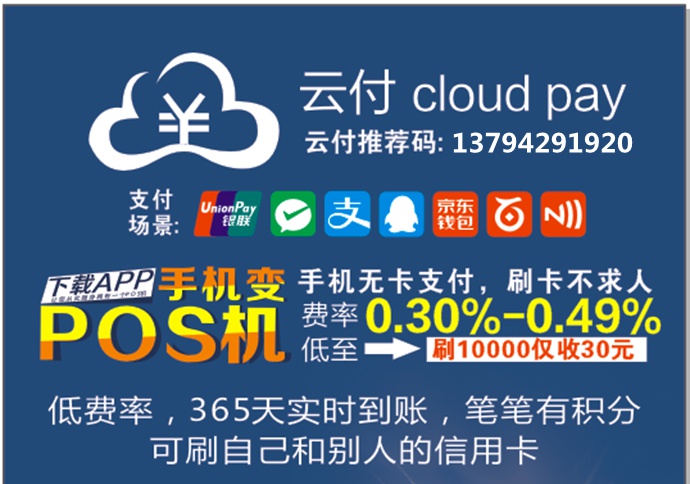 云付 cloud pay
云付推荐码: 13794291920
支付
场景:
UnionPay
银联
支
京东
钱包
下载APP
手机变
POS机
手机无卡支付，刷卡不求人
费率 0.30%-0.49%
低至 刷10000仅收30元
低费率，365天实时到账，笔笔有积分
可刷自己和别人的信用卡